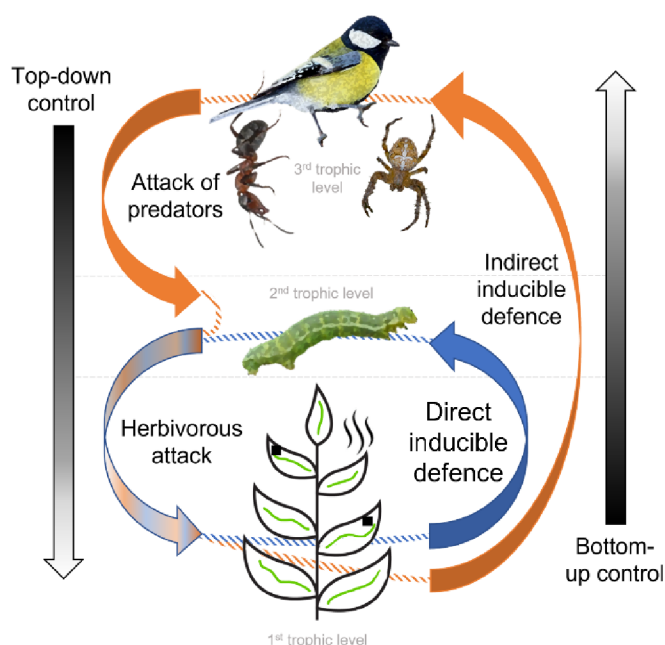 Top-down
control
3rd trophic
level
Attack of
predators
Indirect
inducible
defence
2nd trophic level
Herbivorous
attack
Direct
inducible
defence
Bottom-
up control
1st trophic level